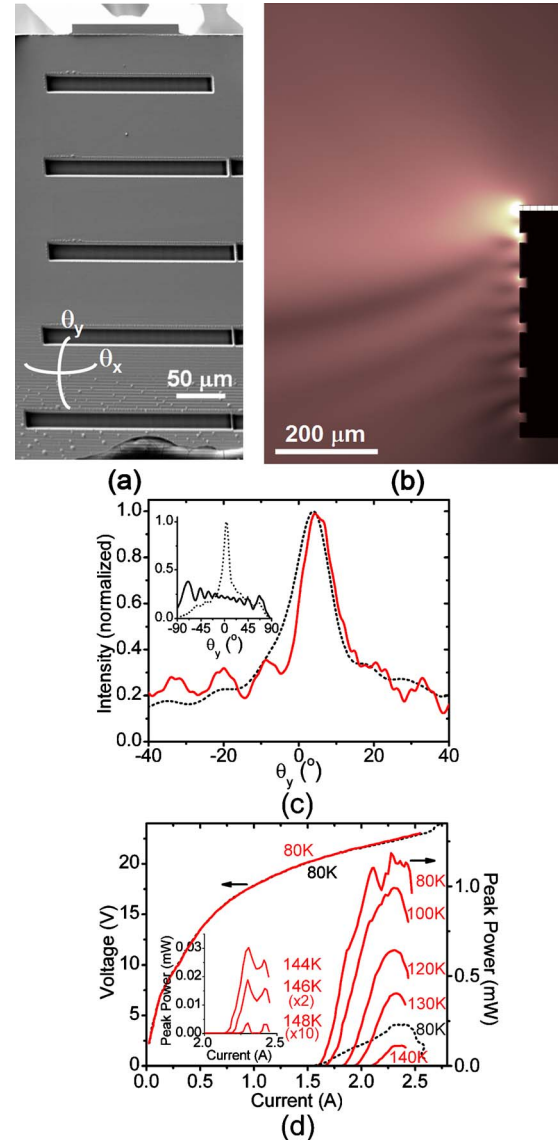 θy
θx
50 μm
(a)
200 μm
(b)
Intensity (normalized)
1.0
0.8
0.6
0.4
0.2
0.0
1.0
0.5
0.0
-90 -45 0 45 90
θy (°)
-40 -20 0 20 40
θy (°)
(c)
Voltage (V)
20
15
10
5
0
80K
80K
Peak Power (mW)
0.03
0.02
0.01
0.00
144K
146K
(x2)
148K
(x10)
2.0 2.5
Current (A)
80K
100K
120K
130K
80K
140K
1.0
0.5
0.0
Peak Power (mW)
0.0 0.5 1.0 1.5 2.0 2.5
Current (A)
(d)